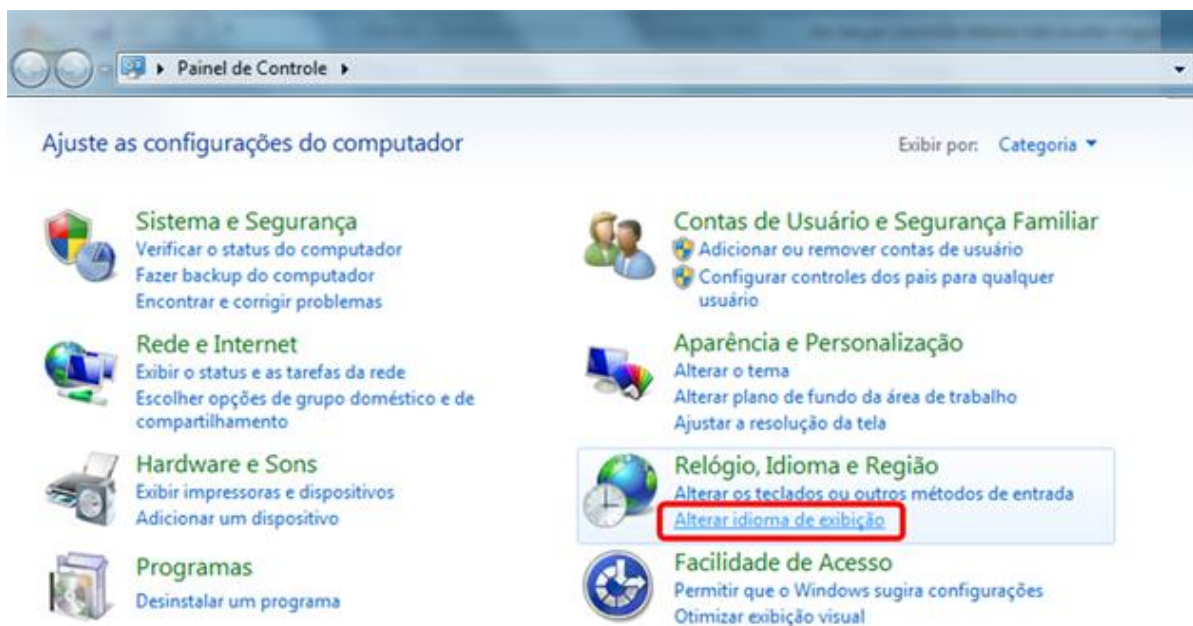 Painel de Controle
Ajuste as configurações do computador
Exibir por: Categoria
Sistema e Segurança
Verificar o status do computador
Fazer backup do computador
Encontrar e corrigir problemas
Rede e Internet
Exibir o status e as tarefas da rede
Escolher opções de grupo doméstico e de
compartilhamento
Hardware e Sons
Exibir impressoras e dispositivos
Adicionar um dispositivo
Programas
Desinstalar um programa
Contas de Usuário e Segurança Familiar
Adicionar ou remover contas de usuário
Configurar controles dos pais para qualquer
usuário
Aparência e Personalização
Alterar o tema
Alterar plano de fundo da área de trabalho
Ajustar a resolução da tela
Relógio, Idioma e Região
Alterar os teclados ou outros métodos de entrada
Alterar idioma de exibição
Facilidade de Acesso
Permitir que o Windows sugira configurações
Otimizar exibição visual